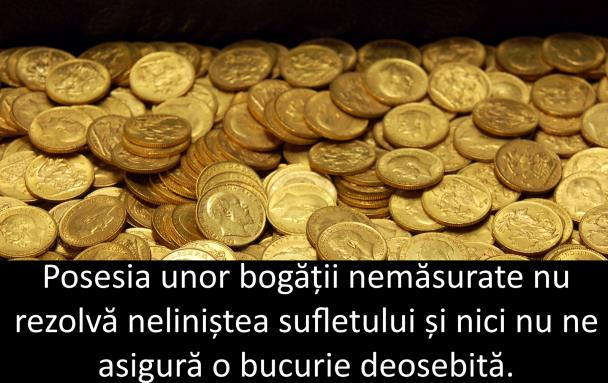 Posesia unor bogății nemăsurate nu
rezolvă neliniștea sufletului și nici nu ne
asigură o bucurie deosebită.